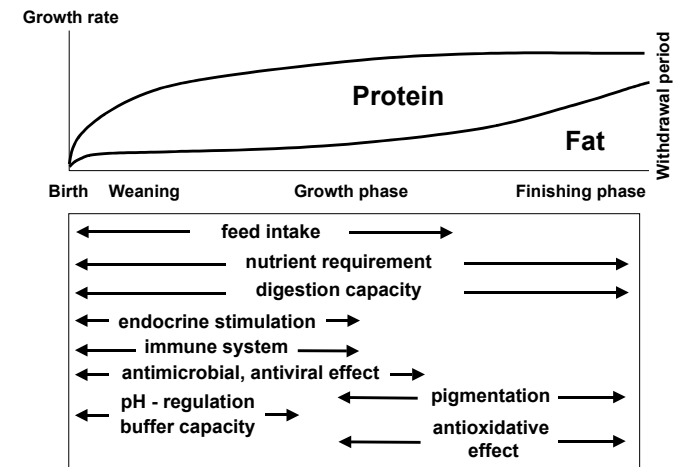 Growth rate
Protein
Fat
Withdrawal period
Birth Weaning Growth phase Finishing phase
feed intake
nutrient requirement
digestion capacity
endocrine stimulation
immune system
antimicrobial, antiviral effect
pH - regulation
buffer capacity
pigmentation
antioxidative
effect